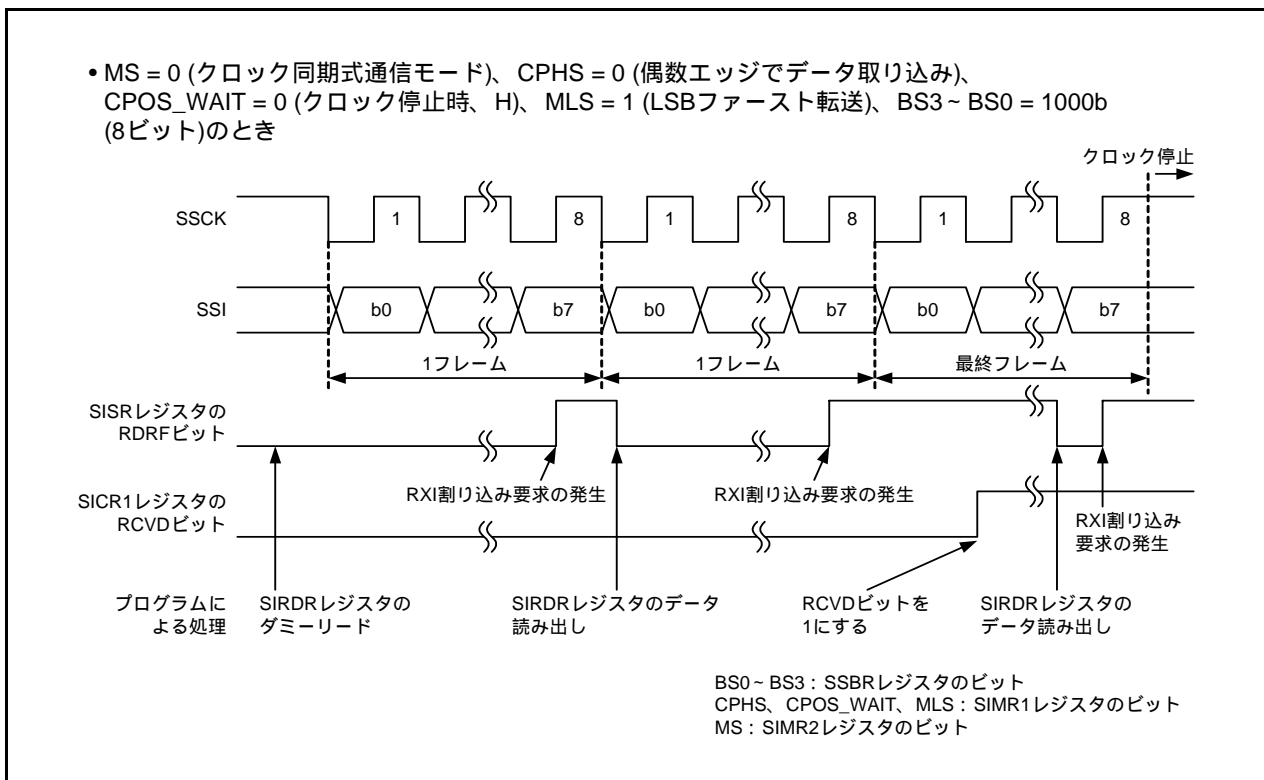 • MS = 0 (クロック同期式通信モード)、CPHS = 0 (偶数エッジでデータ取り込み)、
CPOS_WAIT = 0 (クロック停止時、H)、MLS = 1 (LSBファースト転送)、BS3 ~ BS0 = 1000b
(8ビット)のとき
クロック停止
SSCK 1 8 1 8 1 8
SSI b0 b7 b0 b7 b0 b7
1フレーム 1フレーム 最終フレーム
SISRレジスタの
RDRFビット
RXI割り込み要求の発生 RXI割り込み要求の発生
SICR1レジスタの
RCVDビット
RXI割り込み
要求の発生
プログラムに
よる処理
SIRDRレジスタの
ダミーリード
SIRDRレジスタのデータ
読み出し
RCVDビットを
1にする
SIRDRレジスタの
データ読み出し
BS0 ~ BS3 : SSBRレジスタのビット
CPHS、CPOS_WAIT、MLS : SIMR1レジスタのビット
MS : SIMR2レジスタのビット